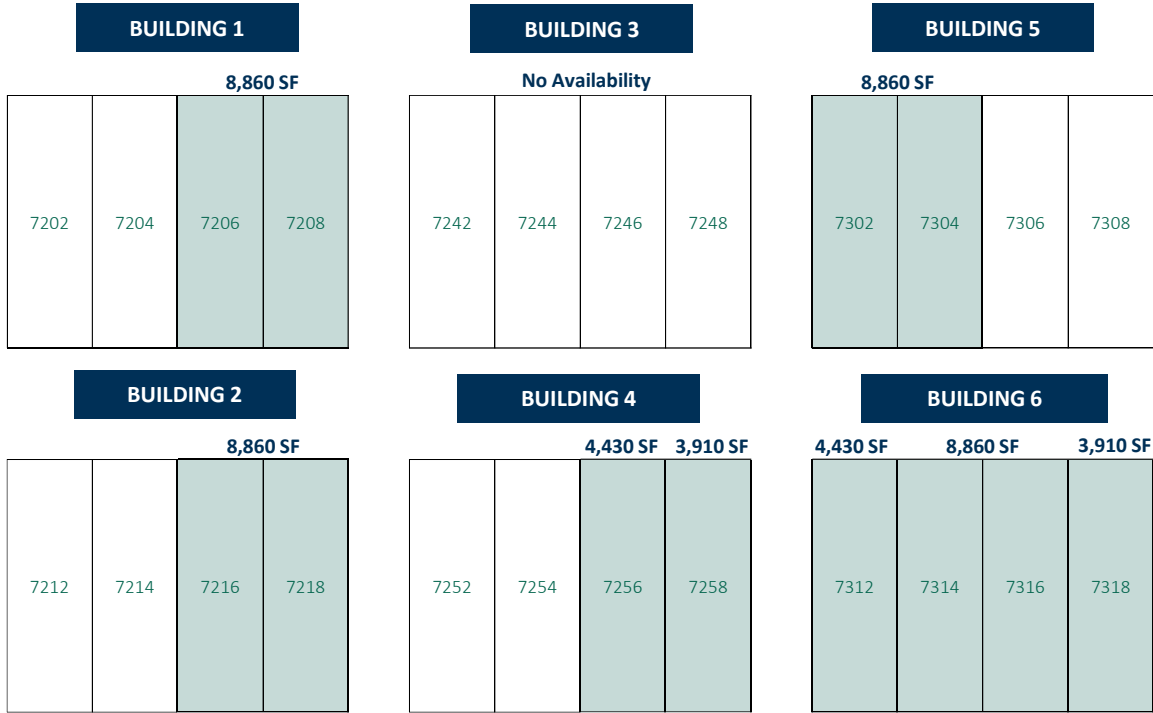 BUILDING 1
8,860 SF
7202 7204 7206 7208
BUILDING 3
No Availability
7242 7244 7246 7248
BUILDING 5
8,860 SF
7302 7304 7306 7308
BUILDING 2
8,860 SF
7212 7214 7216 7218
BUILDING 4
4,430 SF 3,910 SF
7252 7254 7256 7258
BUILDING 6
4,430 SF 8,860 SF 3,910 SF
7312 7314 7316 7318